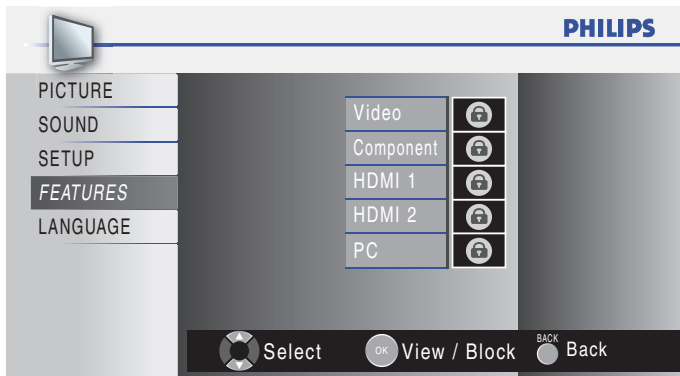 PHILIPS
PICTURE
SOUND
SETUP
FEATURES
LANGUAGE
Video
Component
HDMI 1
HDMI 2
PC
Select
OK View / Block
BACK Back